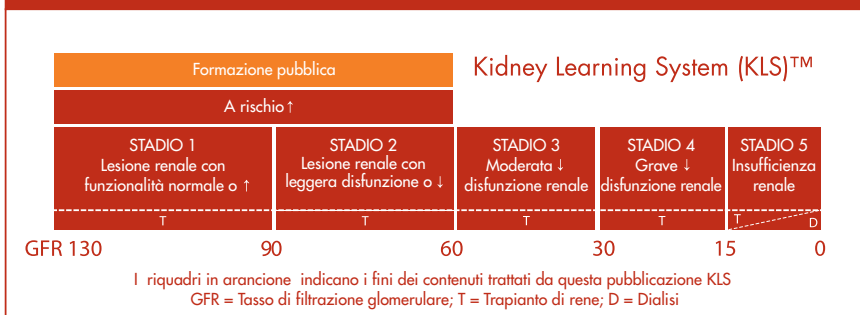 Formazione pubblica
Kidney Learning System (KLS)™
A rischio ↑
STADIO 1
Lesione renale con
funzionalità normale o ↑
STADIO 2
Lesione renale con
leggera disfunzione o ↓
STADIO 3
Moderata ↓
disfunzione renale
STADIO 4
Grave ↓
disfunzione renale
STADIO 5
Insufficienza
renale
T
T
T
T
T
D
GFR 130
90
60
30
15
0
I riquadri in arancione indicano i fini dei contenuti trattati da questa pubblicazione KLS
GFR = Tasso di filtrazione glomerulare; T = Trapianto di rene; D = Dialisi